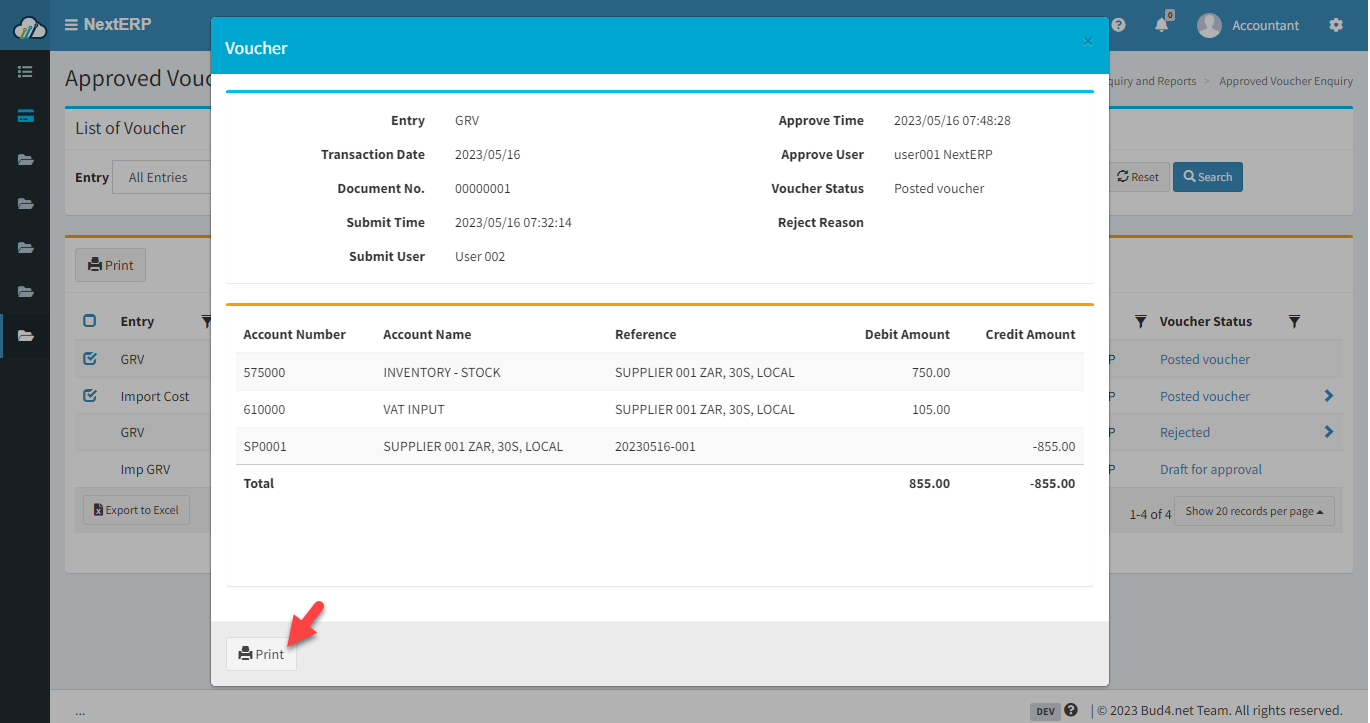 NextERP
0
Accountant
Approved Vouc
quiry and Reports > Approved Voucher Enquiry
Voucher
×
List of Voucher
Entry All Entries
Reset Search
Entry GRV
Transaction Date 2023/05/16
Document No. 00000001
Submit Time 2023/05/16 07:32:14
Submit User User 002
Approve Time 2023/05/16 07:48:28
Approve User user001 NextERP
Voucher Status Posted voucher
Reject Reason
Print
Entry
GRV
Import Cost
GRV
Imp GRV
Export to Excel
Account Number Account Name Reference Debit Amount Credit Amount
575000 INVENTORY - STOCK SUPPLIER 001 ZAR, 30S, LOCAL 750.00
610000 VAT INPUT SUPPLIER 001 ZAR, 30S, LOCAL 105.00
SP0001 SUPPLIER 001 ZAR, 30S, LOCAL 20230516-001 -855.00
Total 855.00 -855.00
Voucher Status
P Posted voucher
P Posted voucher
P Rejected
P Draft for approval
1-4 of 4 Show 20 records per page
Print
...
DEV ? | © 2023 Bud4.net Team. All rights reserved.